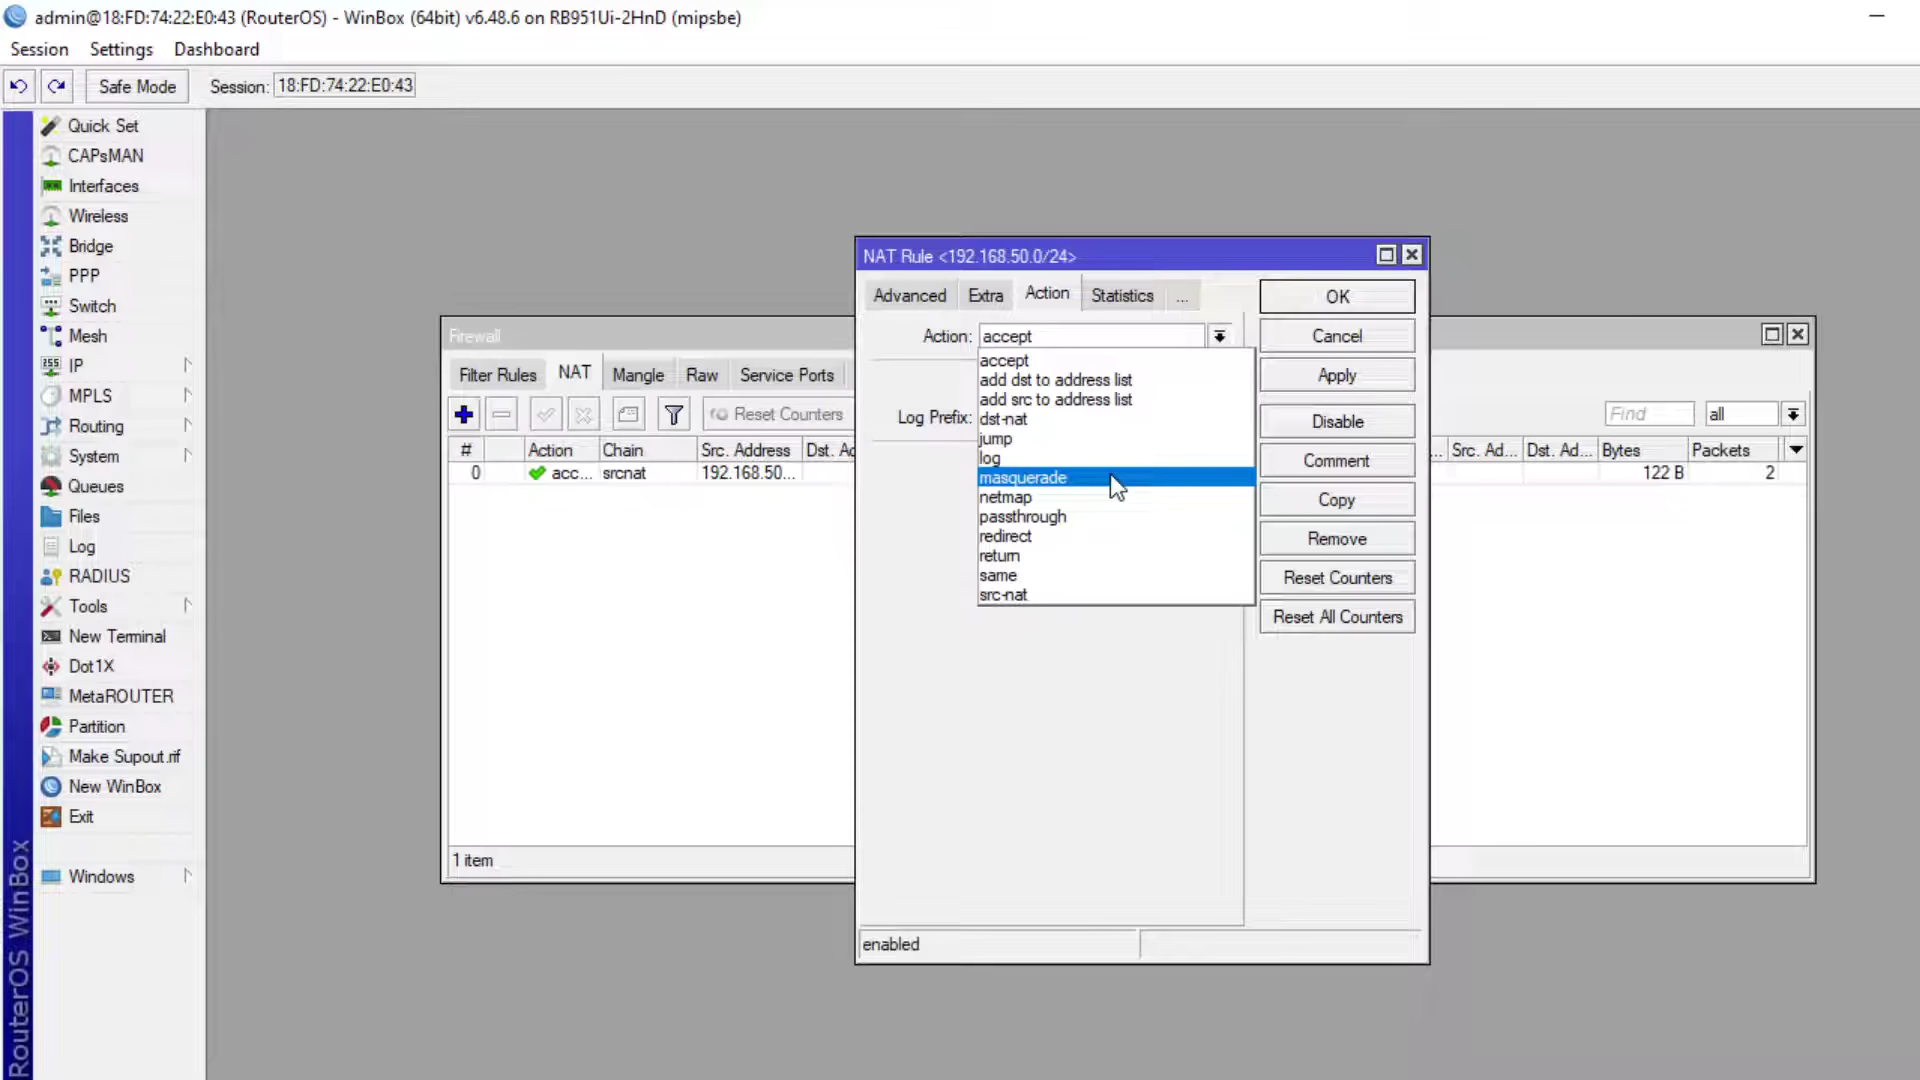 admin@18:FD:74:22:E0:43 (RouterOS) - WinBox (64bit) v6.48.6 on RB951Ui-2HnD (mipsbe)
Session Settings Dashboard
Safe Mode Session: 18:FD:74:22:E0:43
Quick Set
CAPsMAN
Interfaces
Wireless
Bridge
PPP
Switch
Mesh
IP
MPLS
Routing
System
Queues
Files
Log
RADIUS
Tools
New Terminal
Dot1X
MetaROUTER
Partition
Make Supout.rif
New WinBox
Exit
Windows
RouterOS WinBox
Firewall
Filter Rules NAT Mangle Raw Service Ports
Reset Counters
Find all
# Action Chain Src. Address Dst. Ad ... Src. Ad... Dst. Ad... Bytes Packets
0 acc... srcnat 192.168.50... 122 B 2
1 item
NAT Rule <192.168.50.0/24>
Advanced Extra Action Statistics ...
Action: accept
accept
add dst to address list
add src to address list
dst-nat
jump
log
masquerade
netmap
passthrough
redirect
return
same
src-nat
Log Prefix:
OK
Cancel
Apply
Disable
Comment
Copy
Remove
Reset Counters
Reset All Counters
enabled